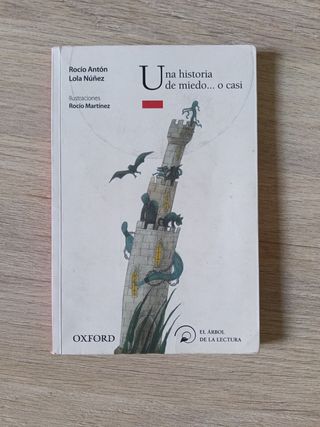 Rocío Antón
Lola Núñez
Ilustraciones
Rocío Martínez
Una historia
de miedo... o casi
OXFORD
EL ÁRBOL
DE LA LECTURA